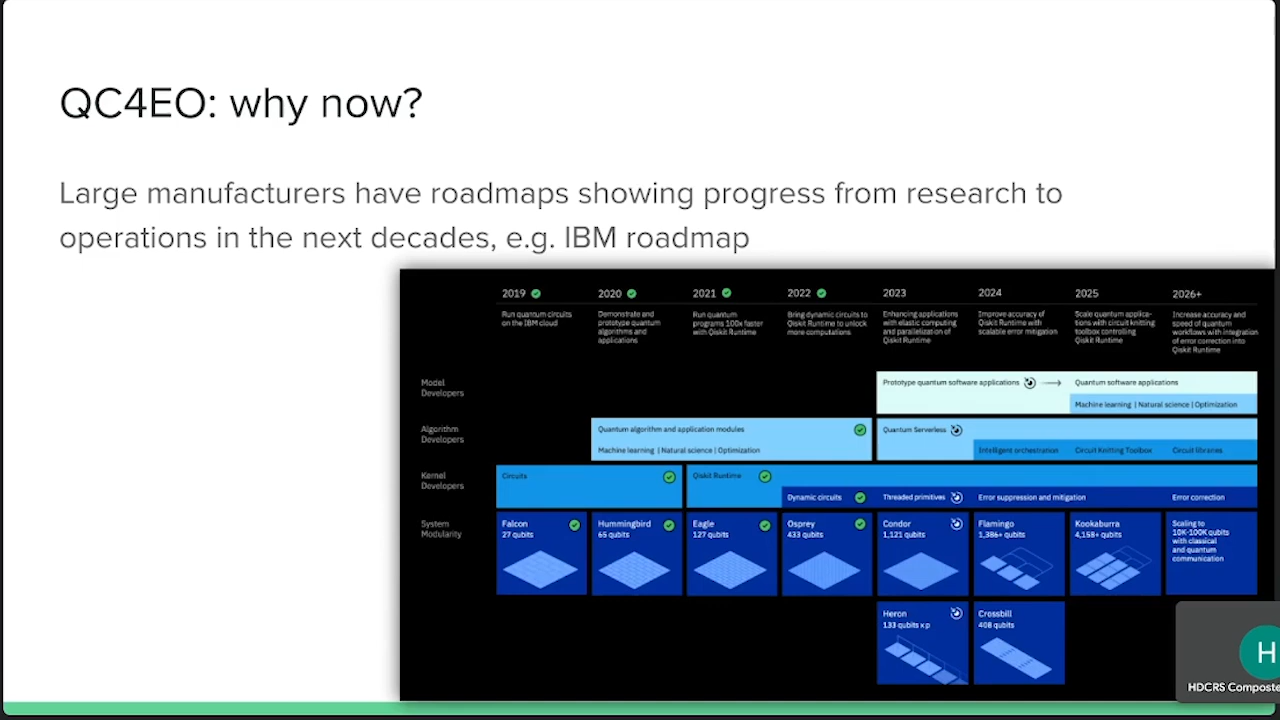 QC4EO: why now?
Large manufacturers have roadmaps showing progress from research to
operations in the next decades, e.g. IBM roadmap
2019
2020
2021
2022
2023
2024
2025
2026+
Run quantum circuits
on the IBM cloud
Demonstrate and
prototype quantum
algorithms and
applications
Run quantum
programs 100x faster
with Qiskit Runtime
Bring dynamic circuits to
Qiskit Runtime to unlock
more computations
Enhancing applications
with elastic computing
and parallelization of
Qiskit Runtime
Improve accuracy of
Qiskit Runtime with
scalable error mitigation
Scale quantum applica-
tions with circuit knitting
toolbox controlling
Qiskit Runtime
Increase accuracy and
speed of quantum
workflows with integration
of error correction into
Qiskit Runtime
Model
Developers
Prototype quantum software applications
Quantum software applications
Machine learning | Natural science | Optimization
Algorithm
Developers
Quantum algorithm and application modules
Machine learning | Natural science | Optimization
Quantum Serverless
Intelligent orchestration
Circuit Knitting Toolbox
Circuit libraries
Kernel
Developers
Circuits
Qiskit Runtime
Dynamic circuits
Threaded primitives
Error suppression and mitigation
Error correction
System
Modularity
Falcon
27 qubits
Hummingbird
65 qubits
Eagle
127 qubits
Osprey
433 qubits
Condor
1,121 qubits
Flamingo
1,386+ qubits
Kookaburra
4,158+ qubits
Scaling to
10K-100K qubits
with classical
and quantum
communication
Heron
133 qubits x p
Crossbill
408 qubits
H
HDCRS Composte